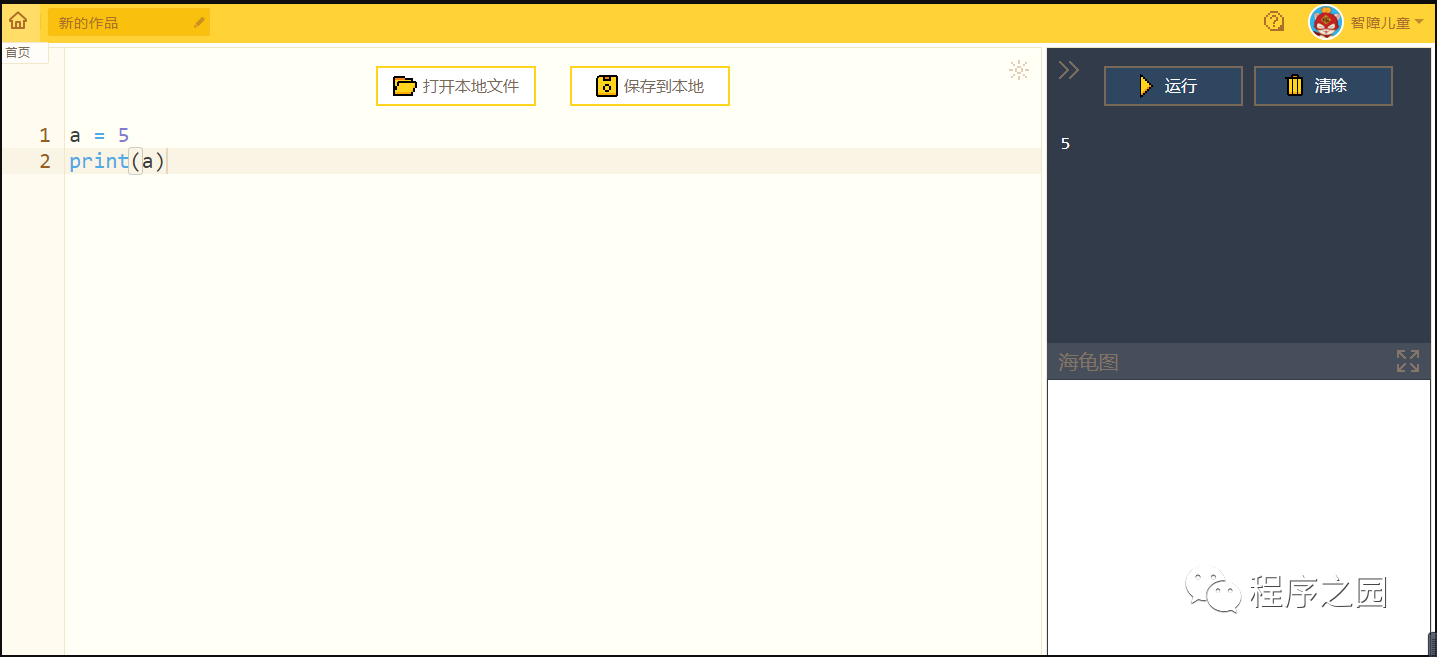 新的作品
智障儿童
首页
打开本地文件
保存到本地
运行
清除
1 a = 5
2 print(a)
5
海龟图
程序之园